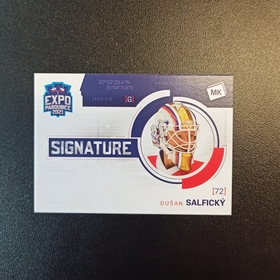 EXPO
PARDUBICE
2021
[G]
MK
SIGNATURE
[72]
DUŠAN SALFICKÝ